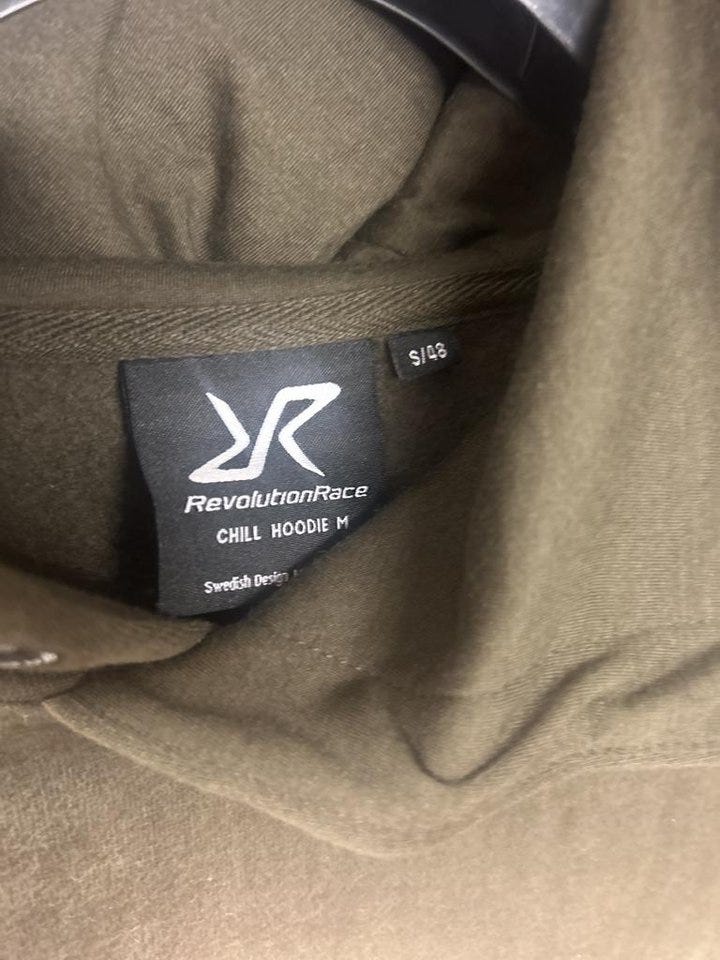 S/48
RevolutionRace
CHILL HOODIE M
Swedish Design